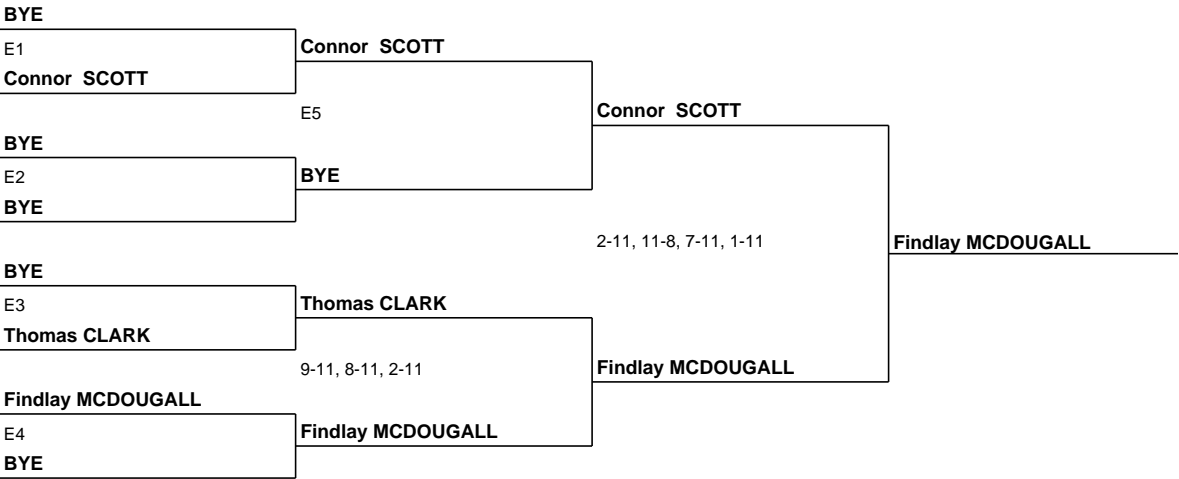 BYE
E1
Connor SCOTT
BYE
E2
BYE
BYE
E3
Thomas CLARK
Findlay MCDOUGALL
E4
BYE
Connor SCOTT
E5
BYE
Thomas CLARK
9-11, 8-11, 2-11
Findlay MCDOUGALL
Connor SCOTT
2-11, 11-8, 7-11, 1-11
Findlay MCDOUGALL
Findlay MCDOUGALL